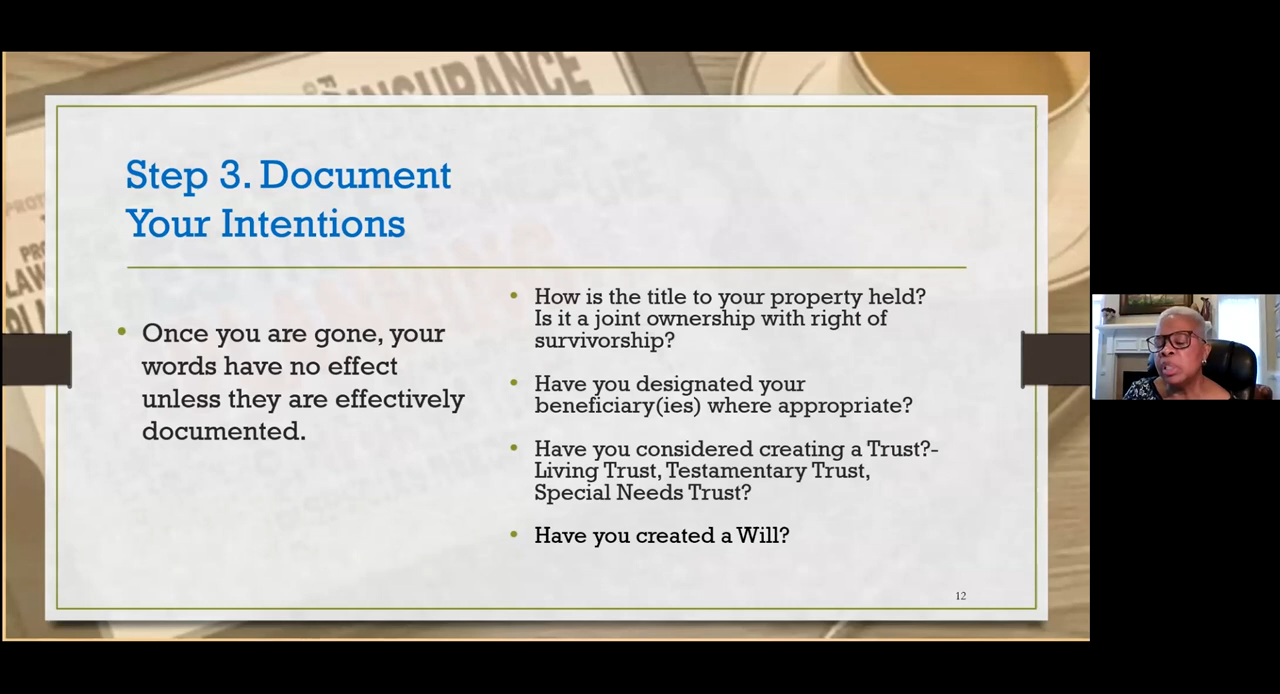 INSURANCE
Step 3. Document
Your Intentions
Once you are gone, your
words have no effect
unless they are effectively
documented.
How is the title to your property held?
Is it a joint ownership with right of
survivorship?
Have you designated your
beneficiary(ies) where appropriate?
Have you considered creating a Trust?-
Living Trust, Testamentary Trust,
Special Needs Trust?
Have you created a Will?
12